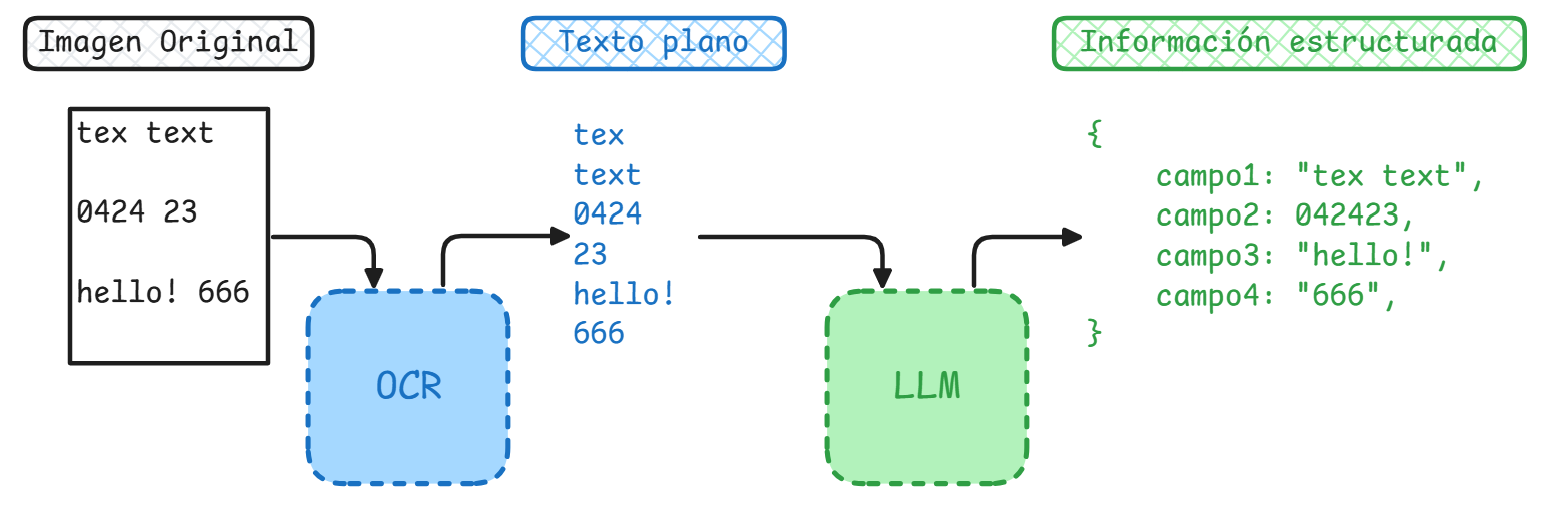 Imagen Original
tex text
0424 23
hello! 666
OCR
Texto plano
tex
text
0424
23
hello!
666
LLM
Información estructurada
{
campo1: "tex text",
campo2: 042423,
campo3: "hello!",
campo4: "666",
}